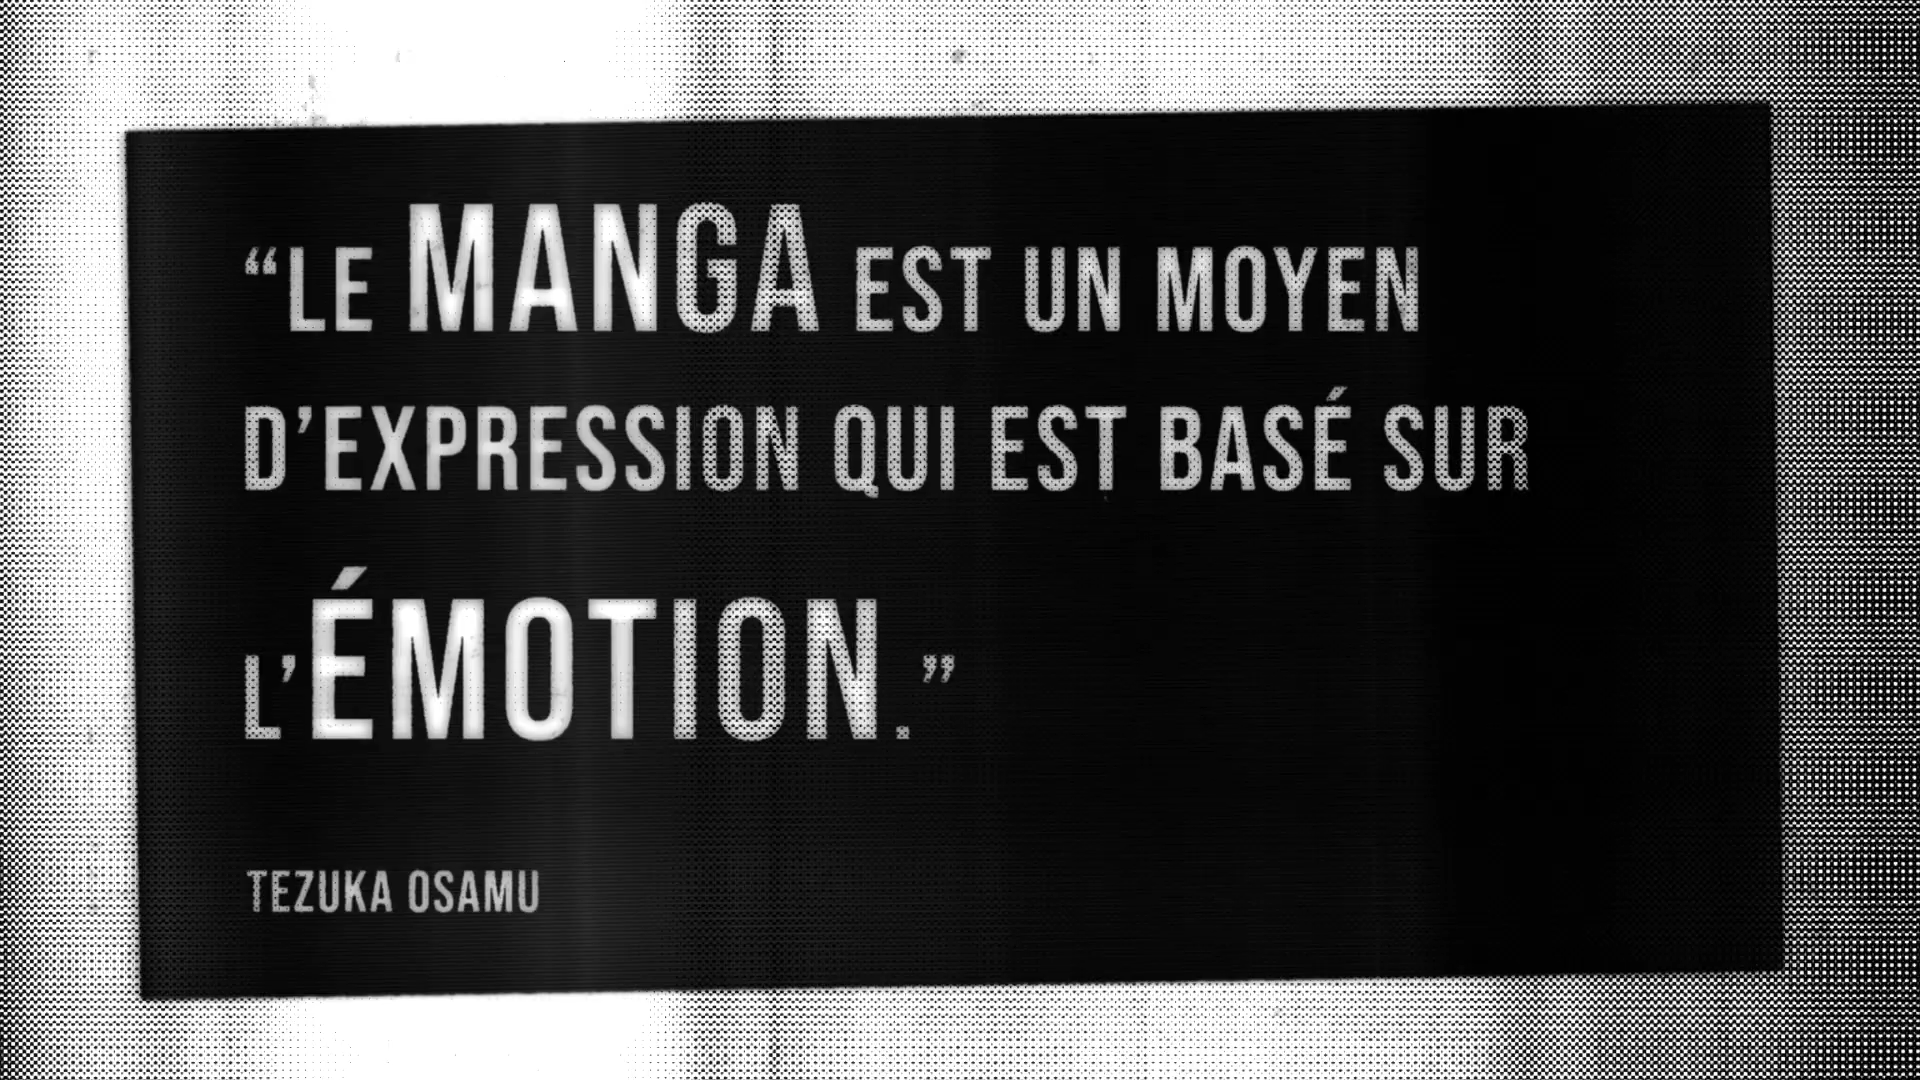 “LE MANGA EST UN MOYEN
D’EXPRESSION QUI EST BASÉ SUR
L’ÉMOTION.”
TEZUKA OSAMU